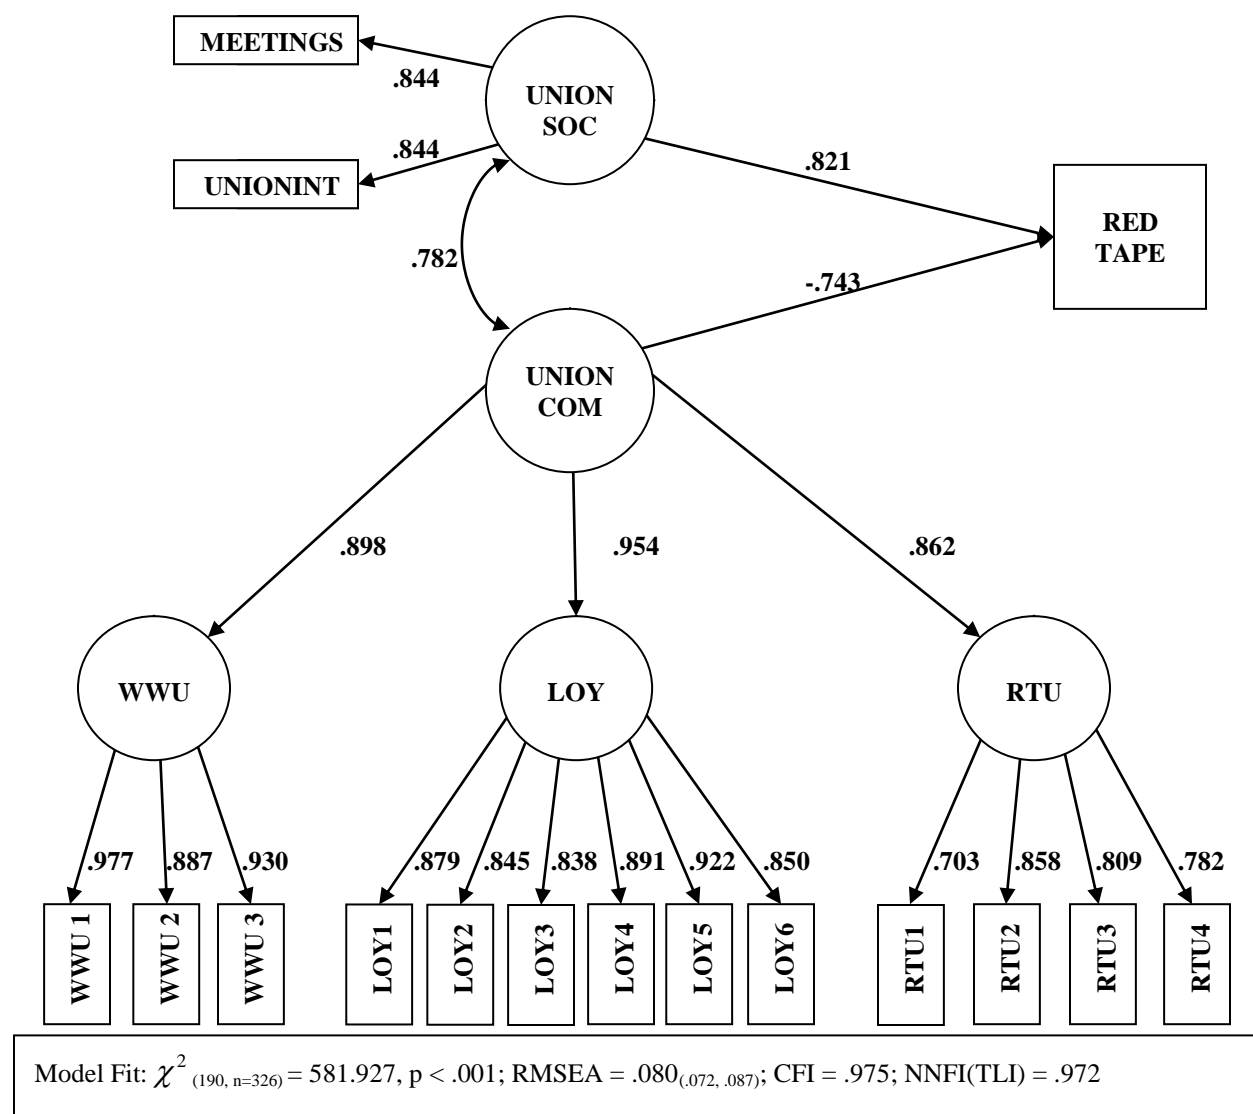 MEETINGS
.844
UNION
SOC
.844
UNIONINT
.821
RED
TAPE
.782
-.743
UNION
COM
.898
.954
.862
WWU
LOY
RTU
.977
.887
.930
.879
.845
.838
.891
.922
.850
.703
.858
.809
.782
WWU 1
WWU 2
WWU 3
LOY1
LOY2
LOY3
LOY4
LOY5
LOY6
RTU1
RTU2
RTU3
RTU4
Model Fit: χ² (190, n=326) = 581.927, p < .001; RMSEA = .080(.072, .087); CFI = .975; NNFI(TLI) = .972